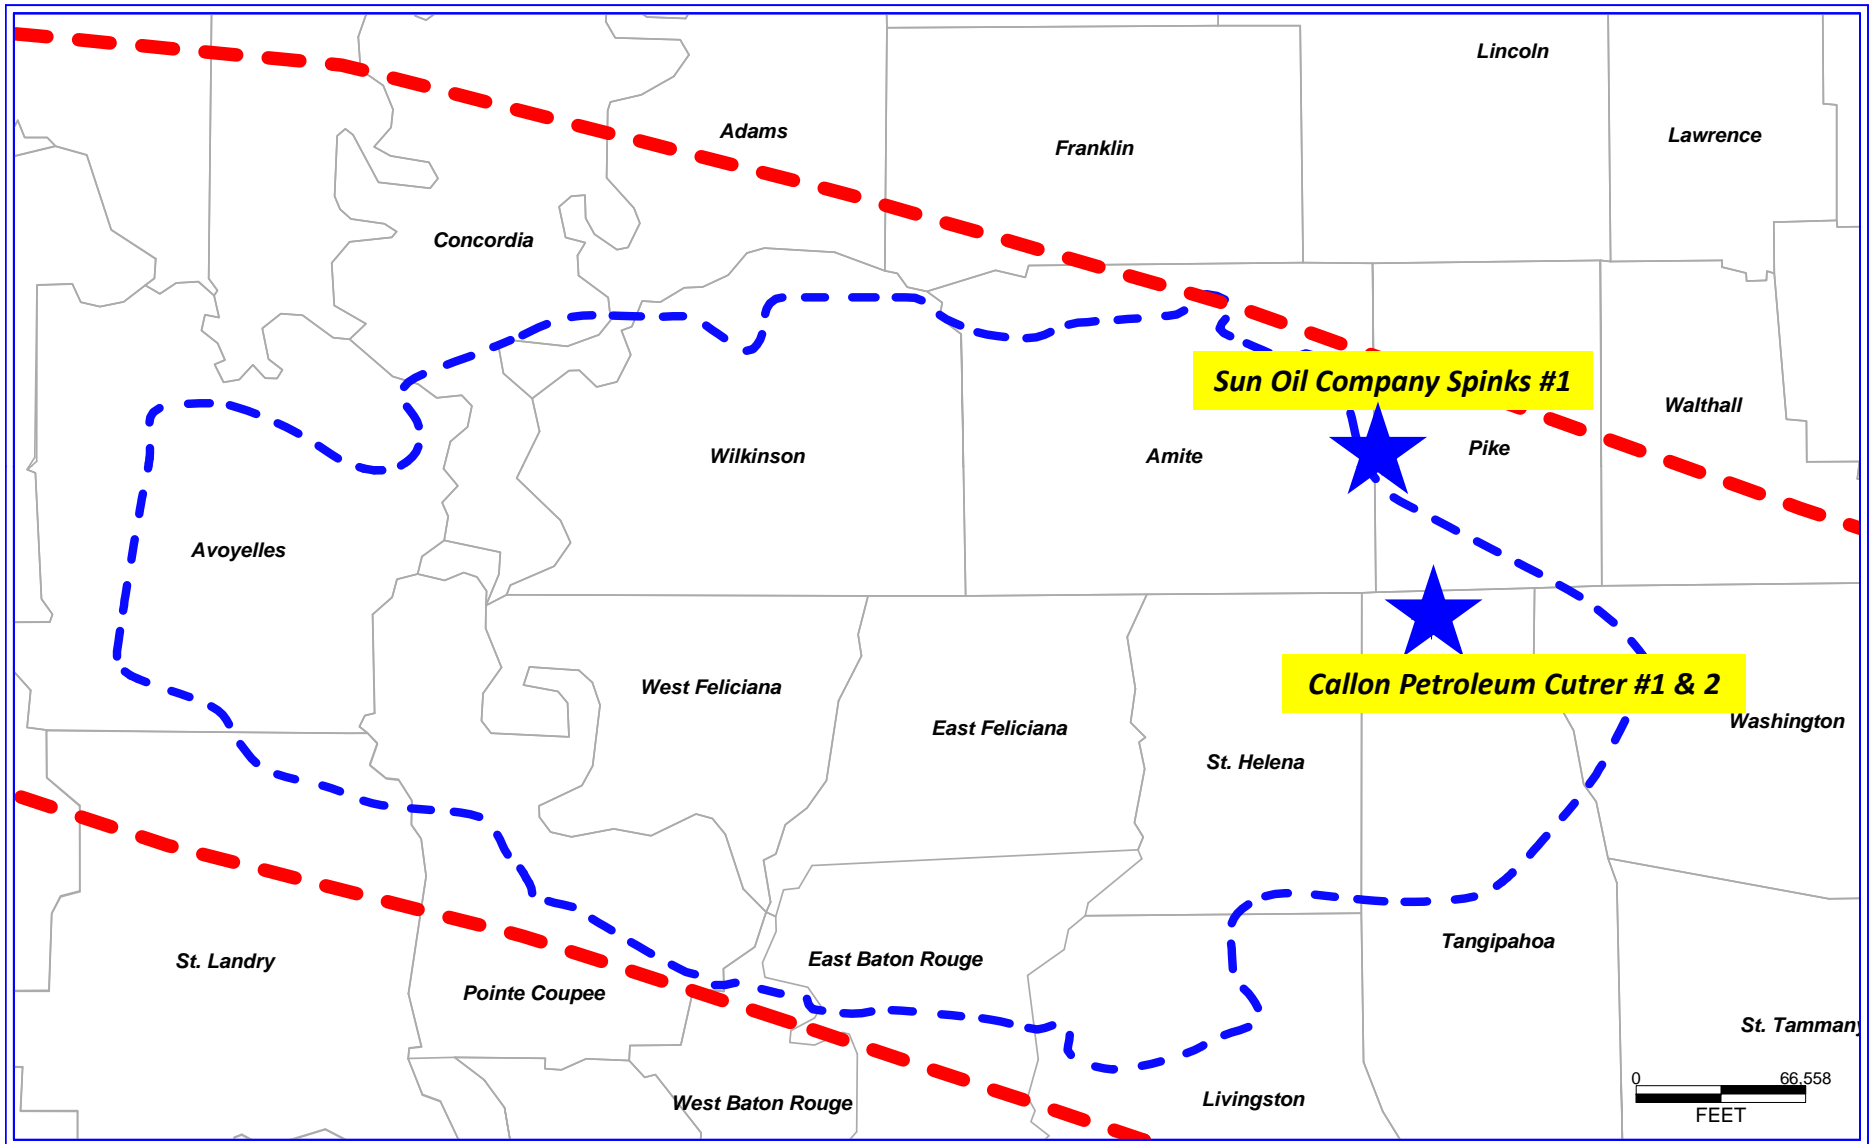 Lincoln
Adams
Franklin
Lawrence
Concordia
Sun Oil Company Spinks #1
Walthall
Wilkinson
Amite
Pike
Avoyelles
West Feliciana
Callon Petroleum Cutrer #1 & 2
East Feliciana
Washington
St. Helena
St. Landry
East Baton Rouge
Tangipahoa
Pointe Coupee
St. Tammany
West Baton Rouge
Livingston
0 66,558
FEET